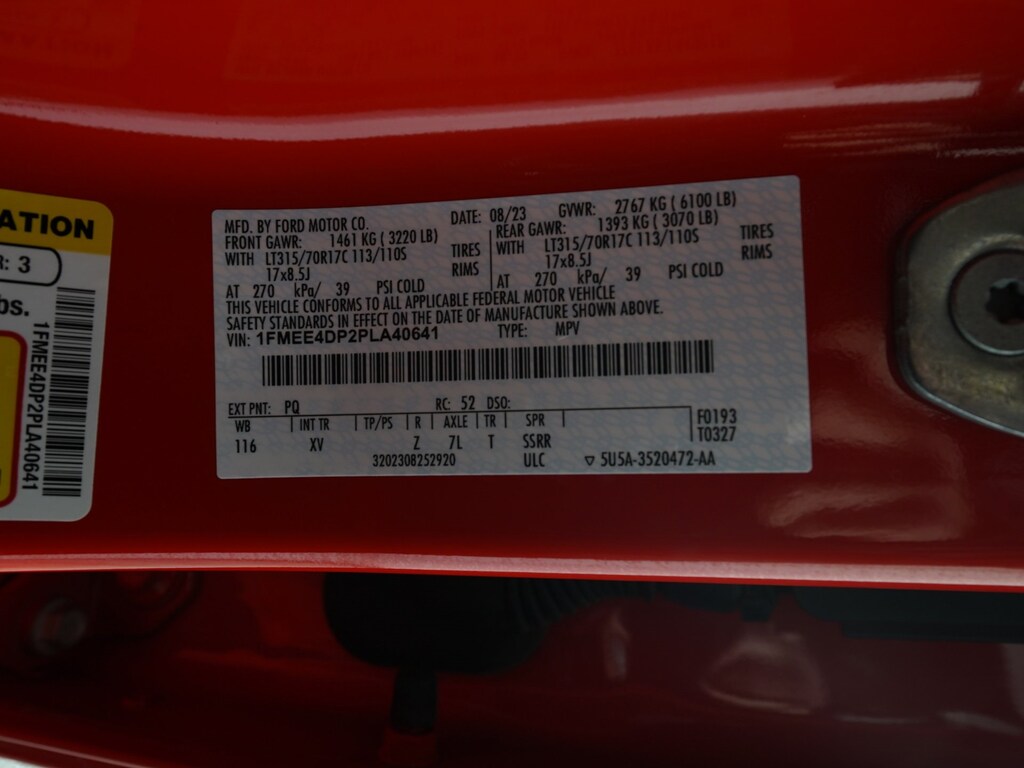 ATION
R: 3
bs.
1FMEE4DP2PLA40641
MFD. BY FORD MOTOR CO. DATE: 08/23 GVWR: 2767 KG ( 6100 LB)
FRONT GAWR: 1461 KG ( 3220 LB) REAR GAWR: 1393 KG ( 3070 LB)
WITH LT315/70R17C 113/110S TIRES WITH LT315/70R17C 113/110S TIRES
17x8.5J RIMS 17x8.5J RIMS
AT 270 kPa/ 39 PSI COLD AT 270 kPa/ 39 PSI COLD
THIS VEHICLE CONFORMS TO ALL APPLICABLE FEDERAL MOTOR VEHICLE
SAFETY STANDARDS IN EFFECT ON THE DATE OF MANUFACTURE SHOWN ABOVE.
VIN: 1FMEE4DP2PLA40641 TYPE: MPV
EXT PNT: PQ RC: 52 DSO:
WB INT TR TP/PS R AXLE TR SPR F0193
116 XV Z 7L T SSRR T0327
3202308252920 ULC ▽ 5U5A-3520472-AA